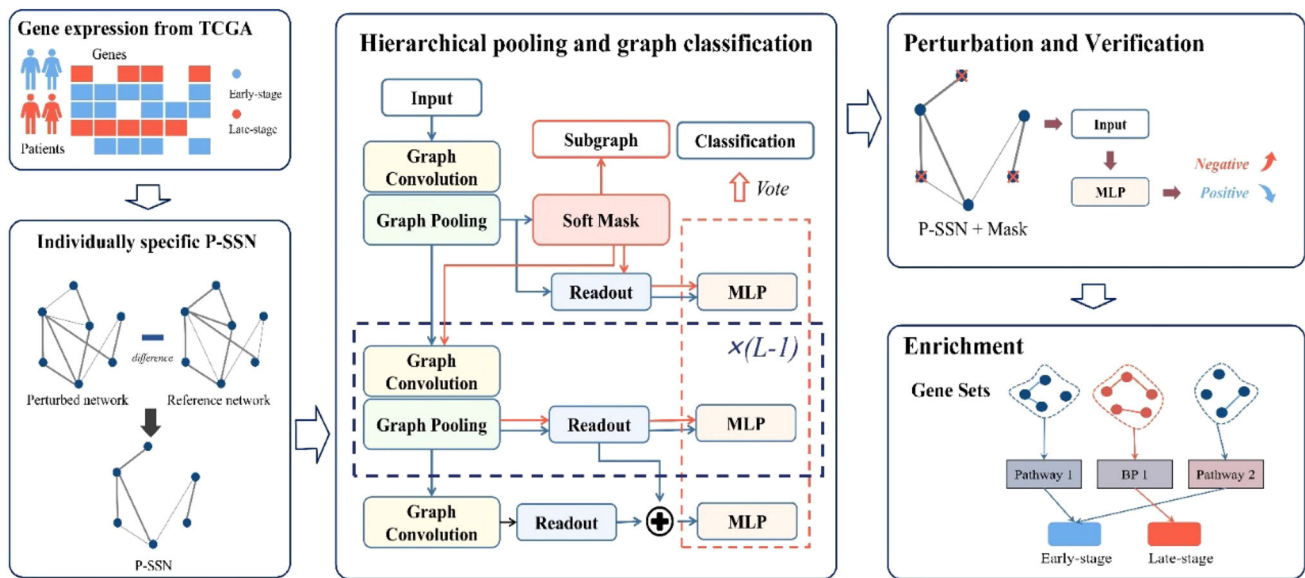 Gene expression from TCGA
Genes
Early-stage
Late-stage
Patients
Individually specific P-SSN
difference
Perturbed network
Reference network
P-SSN
Hierarchical pooling and graph classification
Input
Graph
Convolution
Graph Pooling
Subgraph
Soft Mask
Classification
Vote
Readout
MLP
×(L-1)
Graph
Convolution
Graph Pooling
Readout
MLP
Graph
Convolution
Readout
MLP
Perturbation and Verification
Input
MLP
Negative
Positive
P-SSN + Mask
Enrichment
Gene Sets
Pathway 1
BP 1
Pathway 2
Early-stage
Late-stage